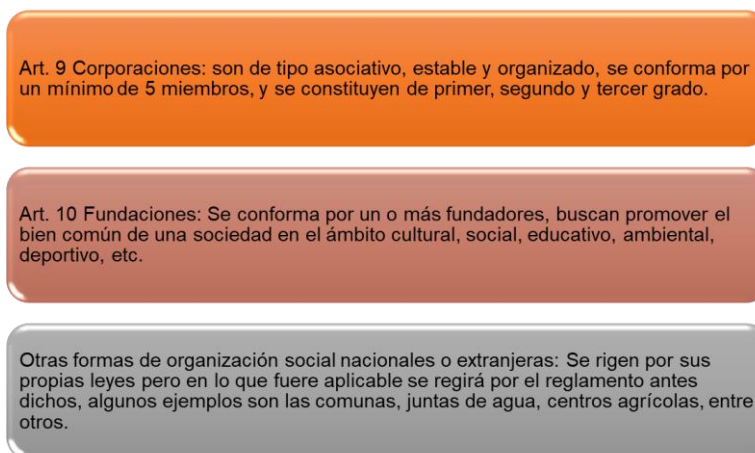 Art. 9 Corporaciones: son de tipo asociativo, estable y organizado, se conforma por
un mínimo de 5 miembros, y se constituyen de primer, segundo y tercer grado.
Art. 10 Fundaciones: Se conforma por un o más fundadores, buscan promover el
bien común de una sociedad en el ámbito cultural, social, educativo, ambiental,
deportivo, etc.
Otras formas de organización social nacionales o extranjeras: Se rigen por sus
propias leyes pero en lo que fuere aplicable se regirá por el reglamento antes
dichos, algunos ejemplos son las comunas, juntas de agua, centros agrícolas, entre
otros.